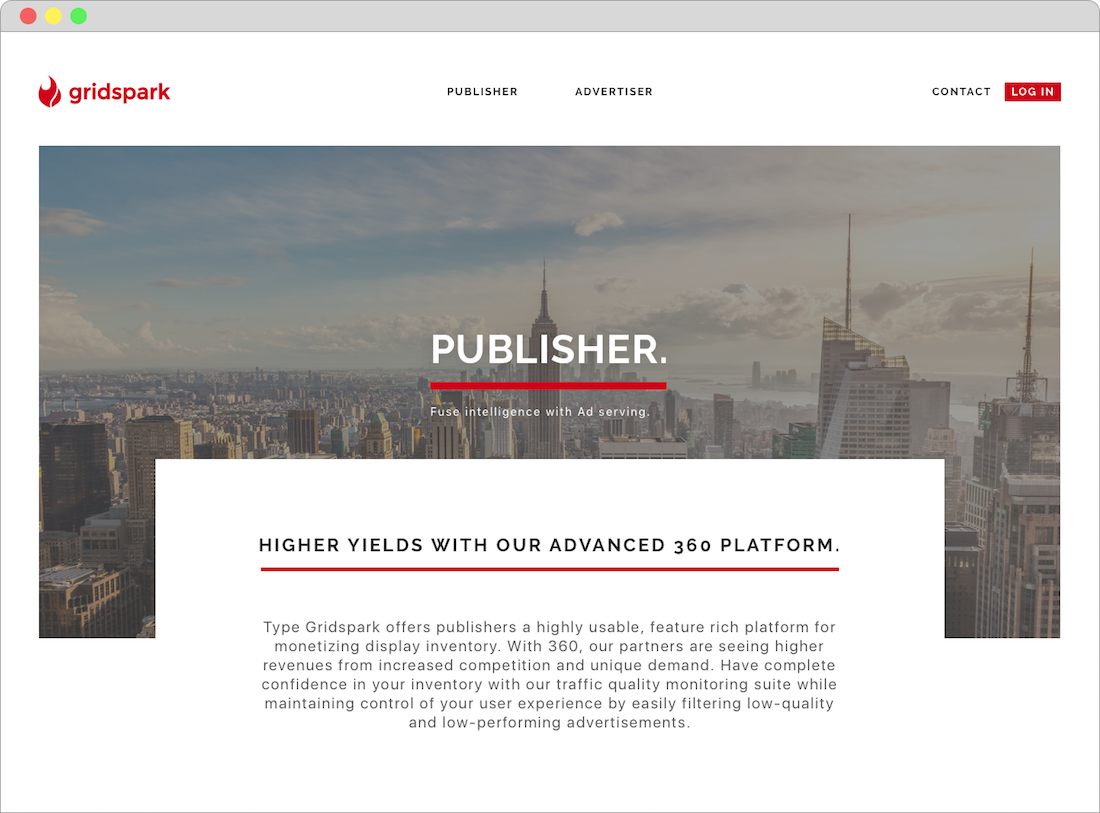 gridspark
PUBLISHER
ADVERTISER
CONTACT
LOG IN
PUBLISHER.
Fuse intelligence with Ad serving.
HIGHER YIELDS WITH OUR ADVANCED 360 PLATFORM.
Type Gridspark offers publishers a highly usable, feature rich platform for
monetizing display inventory. With 360, our partners are seeing higher
revenues from increased competition and unique demand. Have complete
confidence in your inventory with our traffic quality monitoring suite while
maintaining control of your user experience by easily filtering low-quality
and low-performing advertisements.